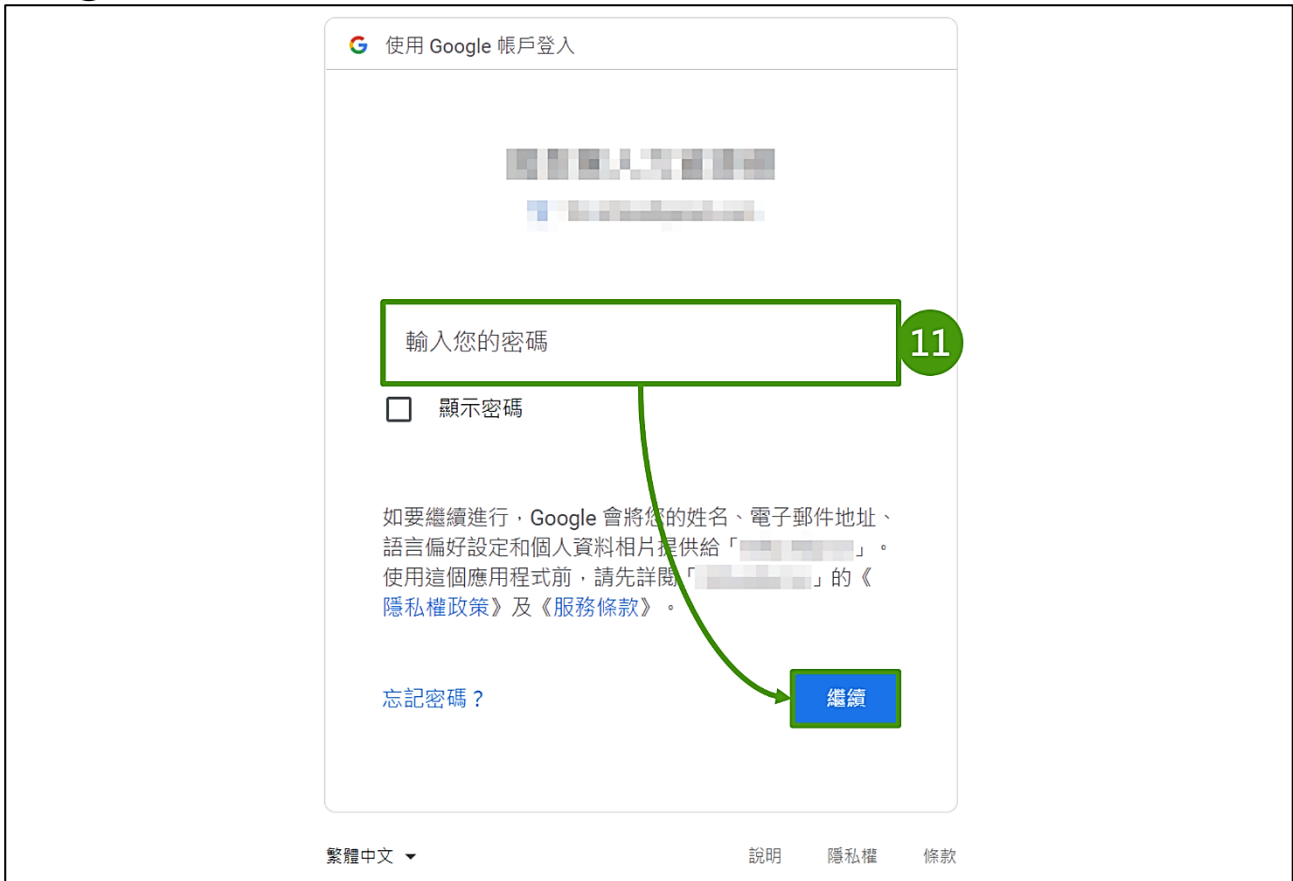 使用 Google 帳戶登入
輸入您的密碼
11
顯示密碼
如要繼續進行，Google 會將您的姓名、電子郵件地址、
語言偏好設定和個人資料相片提供給「」。
使用這個應用程式前，請先詳閱「」的《
隱私權政策》及《服務條款》。
忘記密碼？
繼續
繁體中文
說明 隱私權 條款